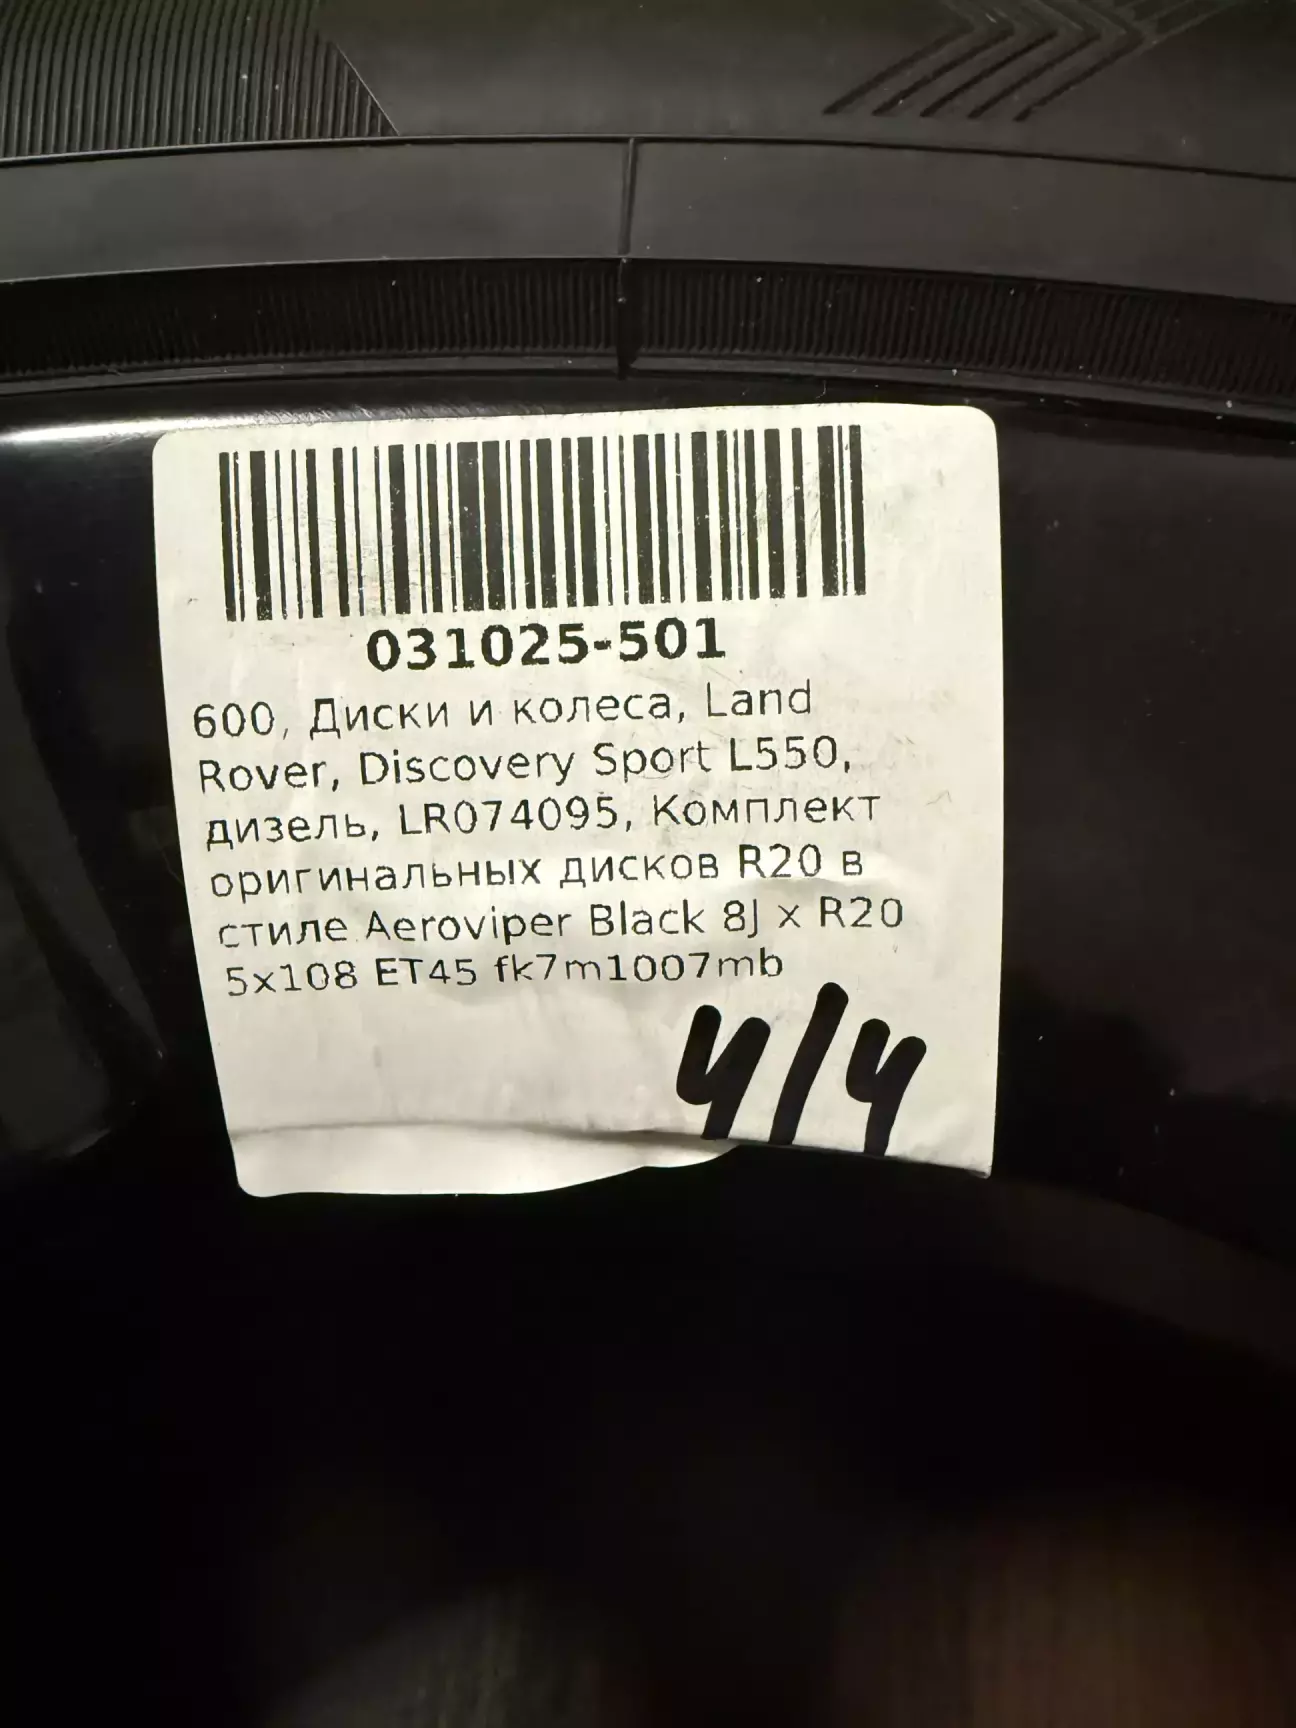 031025-501
600, Диски и колеса, Land
Rover, Discovery Sport L550,
дизель, LR074095, Комплект
оригинальных дисков R20 в
стиле Aeroviper Black 8J x R20
5x108 ET45 fk7m1007mb
4/4